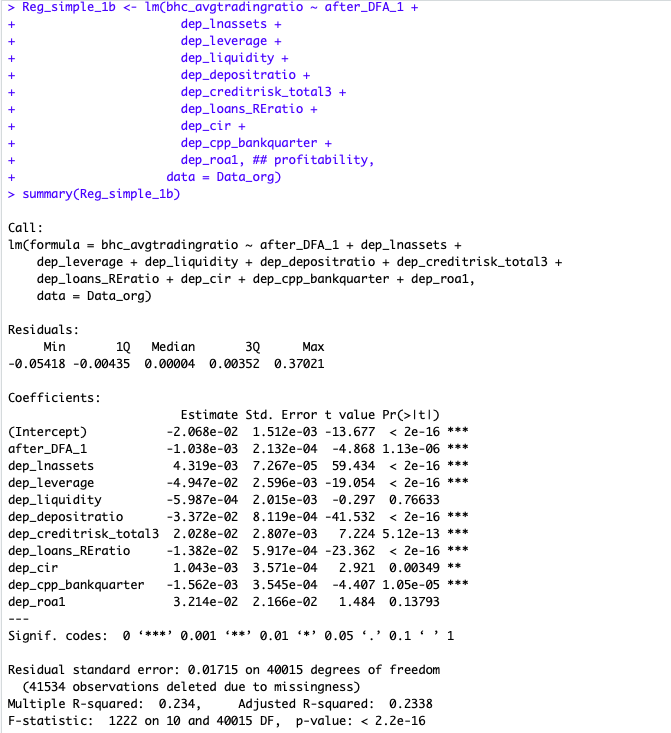 > Reg_simple_1b <- lm(bhc_avgtradingratio ~ after_DFA_1 +
+                       dep_lnassets +
+                       dep_leverage +
+                       dep_liquidity +
+                       dep_depositratio +
+                       dep_creditrisk_total3 +
+                       dep_loans_REratio +
+                       dep_cir +
+                       dep_cpp_bankquarter +
+                       dep_roa1, ## profitability,
+                     data = Data_org)
> summary(Reg_simple_1b)

Call:
lm(formula = bhc_avgtradingratio ~ after_DFA_1 + dep_lnassets +
    dep_leverage + dep_liquidity + dep_depositratio + dep_creditrisk_total3 +
    dep_loans_REratio + dep_cir + dep_cpp_bankquarter + dep_roa1,
    data = Data_org)

Residuals:
     Min       1Q   Median       3Q      Max
-0.05418 -0.00435  0.00004  0.00352  0.37021

Coefficients:
                        Estimate Std. Error t value Pr(>|t|)
(Intercept)           -2.068e-02  1.512e-03 -13.677  < 2e-16 ***
after_DFA_1           -1.038e-03  2.132e-04  -4.868 1.13e-06 ***
dep_lnassets           4.319e-03  7.267e-05  59.434  < 2e-16 ***
dep_leverage          -4.947e-02  2.596e-03 -19.054  < 2e-16 ***
dep_liquidity         -5.987e-04  2.015e-03  -0.297  0.76633
dep_depositratio      -3.372e-02  8.119e-04 -41.532  < 2e-16 ***
dep_creditrisk_total3  2.028e-02  2.807e-03   7.224 5.12e-13 ***
dep_loans_REratio     -1.382e-02  5.917e-04 -23.362  < 2e-16 ***
dep_cir                1.043e-03  3.571e-04   2.921  0.00349 **
dep_cpp_bankquarter   -1.562e-03  3.545e-04  -4.407 1.05e-05 ***
dep_roa1               3.214e-02  2.166e-02   1.484  0.13793
---
Signif. codes:  0 ‘***’ 0.001 ‘**’ 0.01 ‘*’ 0.05 ‘.’ 0.1 ‘ ’ 1

Residual standard error: 0.01715 on 40015 degrees of freedom
  (41534 observations deleted due to missingness)
Multiple R-squared:  0.234,	Adjusted R-squared:  0.2338
F-statistic:  1222 on 10 and 40015 DF,  p-value: < 2.2e-16